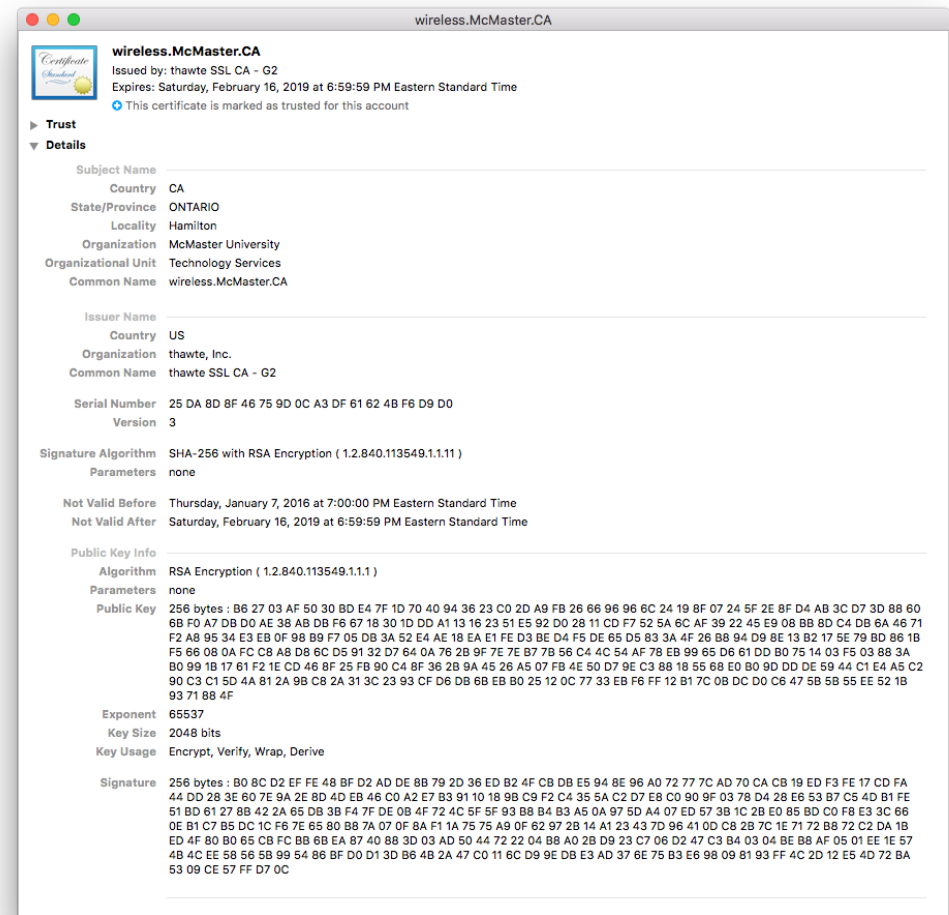 wireless.McMaster.CA
Certificate
Standard
wireless.McMaster.CA
Issued by: thawte SSL CA - G2
Expires: Saturday, February 16, 2019 at 6:59:59 PM Eastern Standard Time
This certificate is marked as trusted for this account
Trust
Details
Subject Name
Country CA
State/Province ONTARIO
Locality Hamilton
Organization McMaster University
Organizational Unit Technology Services
Common Name wireless.McMaster.CA
Issuer Name
Country US
Organization thawte, Inc.
Common Name thawte SSL CA - G2
Serial Number 25 DA 8D 8F 46 75 9D 0C A3 DF 61 62 4B F6 D9 D0
Version 3
Signature Algorithm SHA-256 with RSA Encryption ( 1.2.840.113549.1.1.11 )
Parameters none
Not Valid Before Thursday, January 7, 2016 at 7:00:00 PM Eastern Standard Time
Not Valid After Saturday, February 16, 2019 at 6:59:59 PM Eastern Standard Time
Public Key Info
Algorithm RSA Encryption ( 1.2.840.113549.1.1.1 )
Parameters none
Public Key 256 bytes : B6 27 03 AF 50 30 BD E4 7F 1D 70 40 94 36 23 C0 2D A9 FB 26 66 96 96 6C 24 19 8F 07 24 5F 2E 8F D4 AB 3C D7 3D 88 60
6B F0 A7 DB D0 AE 38 AB DB F6 67 18 30 1D DD A1 13 16 23 51 E5 92 D0 28 11 CD F7 52 5A 6C AF 39 22 45 E9 08 BB 8D C4 DB 6A 46 71
F2 A8 95 34 E3 EB 0F 98 B9 F7 05 DB 3A 52 E4 AE 18 EA E1 FE D3 BE D4 F5 DE 65 D5 83 3A 4F 26 B8 94 D9 8E 13 B2 17 5E 79 BD 86 1B
F5 66 08 0A FC C8 A8 D8 6C D5 91 32 D7 64 0A 76 2B 9F 7E 7E B7 7B 56 C4 4C 54 AF 78 EB 99 65 D6 61 DD B0 75 14 03 F5 03 88 3A
B0 99 1B 17 61 F2 1E CD 46 8F 25 FB 90 C4 8F 36 2B 9A 45 26 A5 07 FB 4E 50 D7 9E C3 88 18 55 68 E0 B0 9D DD DE 59 44 C1 E4 A5 C2
90 C3 C1 5D 4A 81 2A 9B C8 2A 31 3C 23 93 CF D6 DB 6B EB B0 25 12 0C 77 33 EB F6 FF 12 B1 7C 0B DC D0 C6 47 5B 5B 55 EE 52 1B
93 71 88 4F
Exponent 65537
Key Size 2048 bits
Key Usage Encrypt, Verify, Wrap, Derive
Signature 256 bytes : B0 8C D2 EF FE 48 BF D2 AD DE 8B 79 2D 36 ED B2 4F CB DB E5 94 8E 96 A0 72 77 7C AD 70 CA CB 19 ED F3 FE 17 CD FA
44 DD 28 3E 60 7E 9A 2E 8D 4D EB 46 C0 A2 E7 B3 91 10 18 9B C9 F2 C4 35 5A C2 D7 E8 C0 90 9F 03 78 D4 28 E6 53 B7 C5 4D B1 FE
51 BD 61 27 8B 42 2A 65 DB 3B F4 7F DE 0B 4F 72 4C 5F 5F 93 B8 B4 B3 A5 0A 97 5D A4 07 ED 57 3B 1C 2B E0 85 BD C0 F8 E3 3C 66
0E B1 C7 B5 DC 1C F6 7E 65 80 B8 7A 07 0F 8A F1 1A 75 75 A9 0F 62 97 2B 14 A1 23 43 7D 96 41 0D C8 2B 7C 1E 71 72 B8 72 C2 DA 1B
ED 4F 80 B0 65 CB FC BB 6B EA 87 40 88 3D 03 AD 50 44 72 22 04 B8 A0 2B D9 23 C7 06 D2 47 C3 B4 03 04 BE B8 AF 05 01 EE 1E 57
4B 4C EE 58 56 5B 99 54 86 BF D0 D1 3D B6 4B 2A 47 C0 11 6C D9 9E DB E3 AD 37 6E 75 B3 E6 98 09 81 93 FF 4C 2D 12 E5 4D 72 BA
53 09 CE 57 FF D7 0C